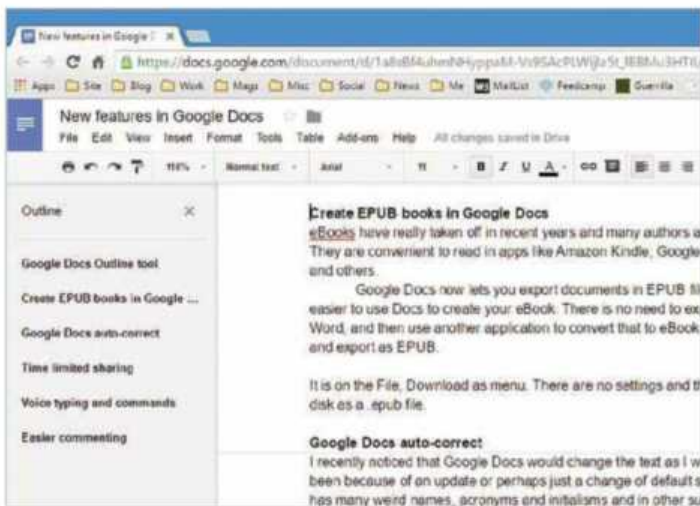 New features in Google D
https://docs.google.com/document/d/
Apps Site Blog Work Mags Misc Social News Me MailList Feedcamp Guerilla
New features in Google Docs
File Edit View Insert Format Tools Table Add-ons Help All changes saved in Drive
Normal text Arial 11 B I U A
Outline
Create EPUB books in Google Docs
eBooks have really taken off in recent years and many authors a
They are convenient to read in apps like Amazon Kindle, Google
and others.
Google Docs now lets you export documents in EPUB fil
easier to use Docs to create your eBook. There is no need to ex
Word, and then use another application to convert that to eBook
and export as EPUB.
It is on the File, Download as menu. There are no settings and th
disk as a .epub file.
Google Docs auto-correct
I recently noticed that Google Docs would change the text as I w
been because of an update or perhaps just a change of default s
has many weird names, acronyms and initialisms and in other su
Google Docs Outline tool
Create EPUB books in Google ...
Google Docs auto-correct
Time limited sharing
Voice typing and commands
Easier commenting